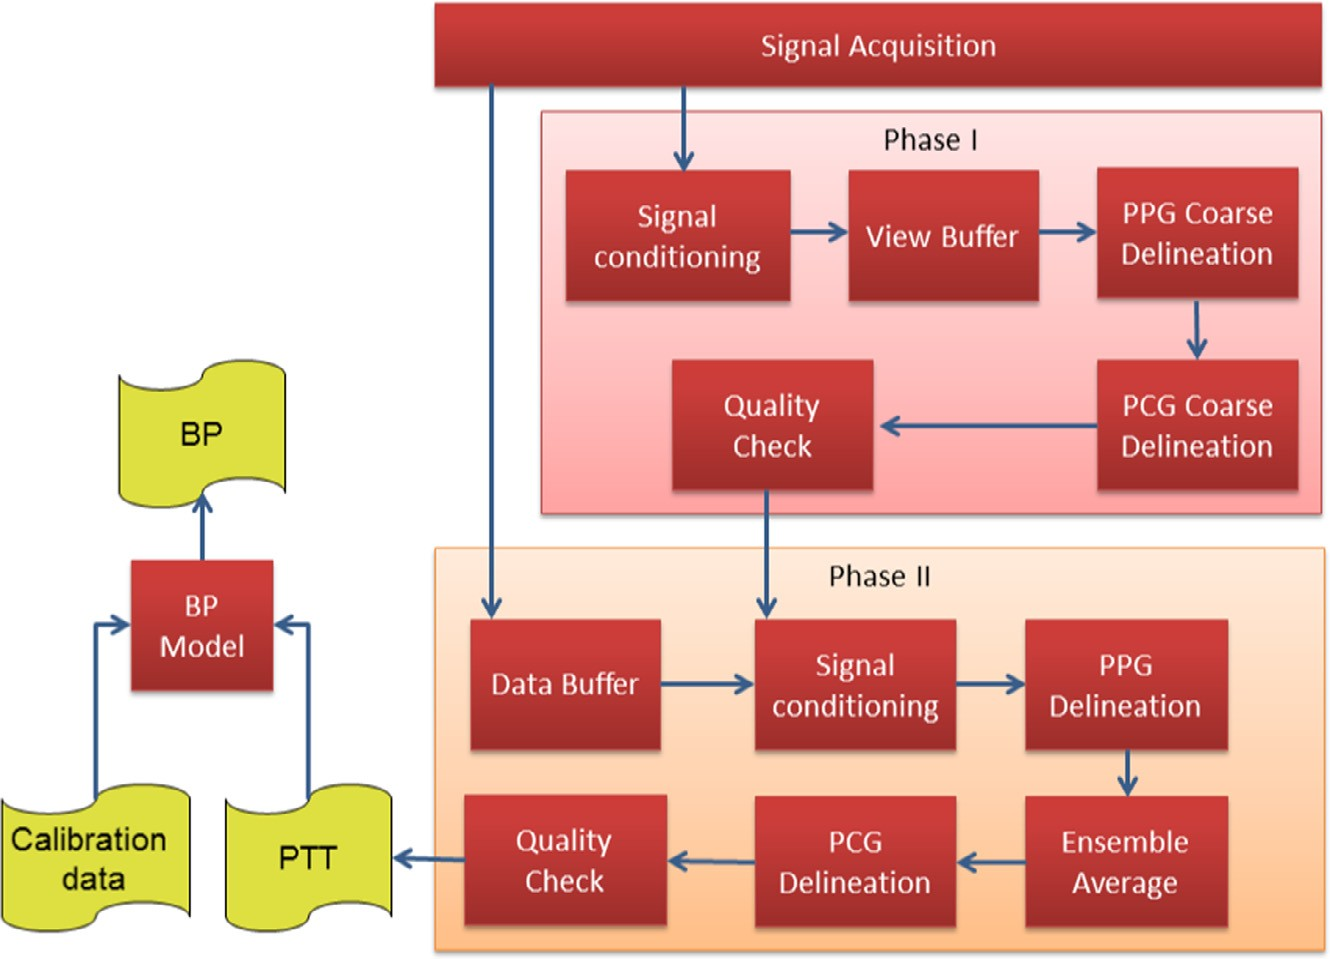 Signal Acquisition
Phase I
Signal
conditioning
View Buffer
PPG Coarse
Delineation
Quality
Check
PCG Coarse
Delineation
BP
BP
Model
Phase II
Data Buffer
Signal
conditioning
PPG
Delineation
Calibration
data
PTT
Quality
Check
PCG
Delineation
Ensemble
Average